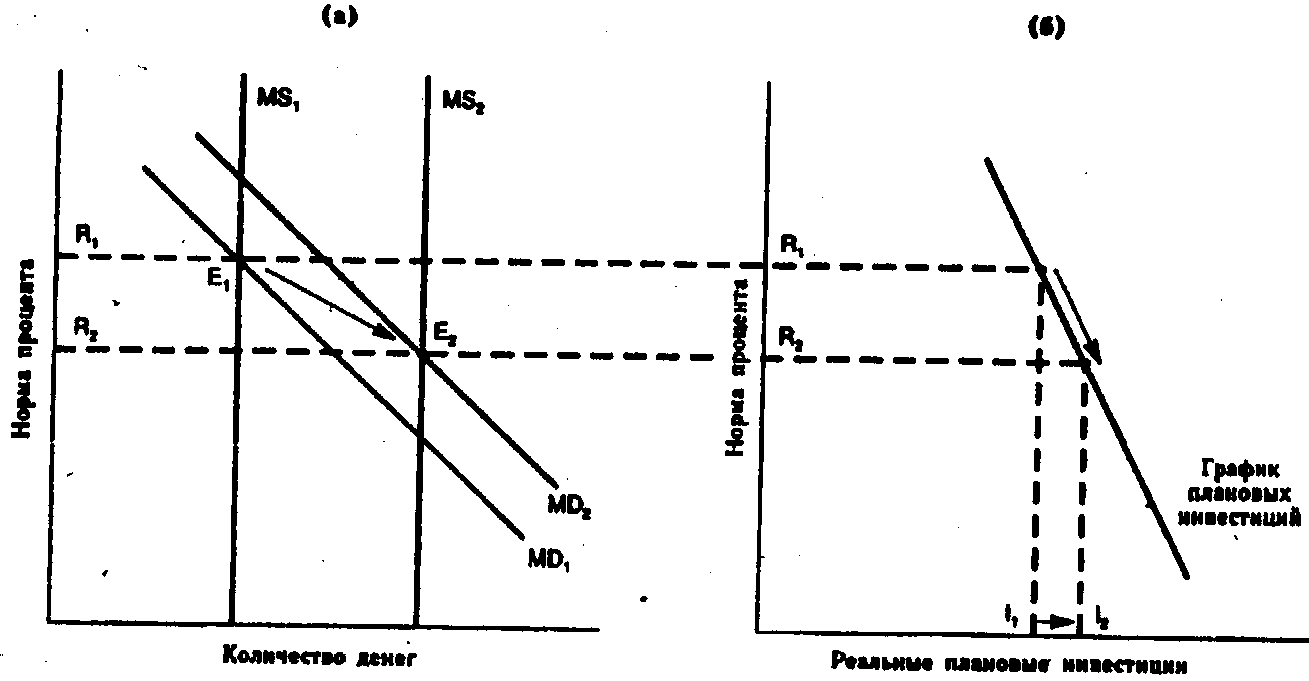 (а)
(б)
MS₁
MS₂
R₁
E₁
R₂
E₂
MD₂
MD₁
Норма процента
Количество денег
R₁
R₂
Норма процента
График
плановых
инвестиций
I₁
I₂
Реальные плановые инвестиции